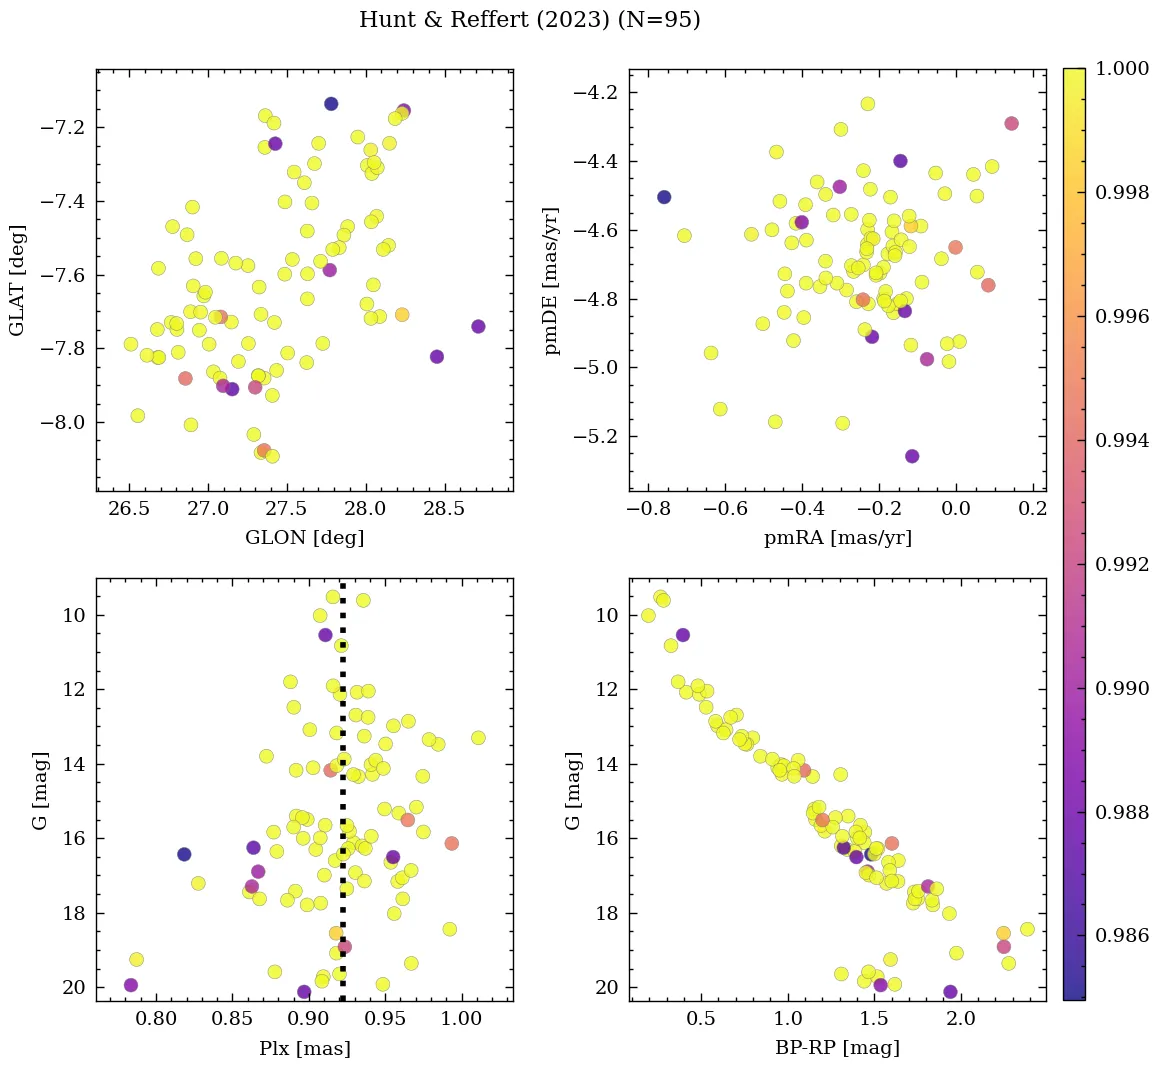 Hunt & Reffert (2023) (N=95)
−7.2
−7.4
−7.6
−7.8
−8.0
GLAT [deg]
26.5 27.0 27.5 28.0 28.5
GLON [deg]
−4.2
−4.4
−4.6
−4.8
−5.0
−5.2
pmDE [mas/yr]
−0.8 −0.6 −0.4 −0.2 0.0 0.2
pmRA [mas/yr]
10
12
14
16
18
20
G [mag]
0.80 0.85 0.90 0.95 1.00
Plx [mas]
10
12
14
16
18
20
G [mag]
0.5 1.0 1.5 2.0
BP-RP [mag]
1.000
0.998
0.996
0.994
0.992
0.990
0.988
0.986